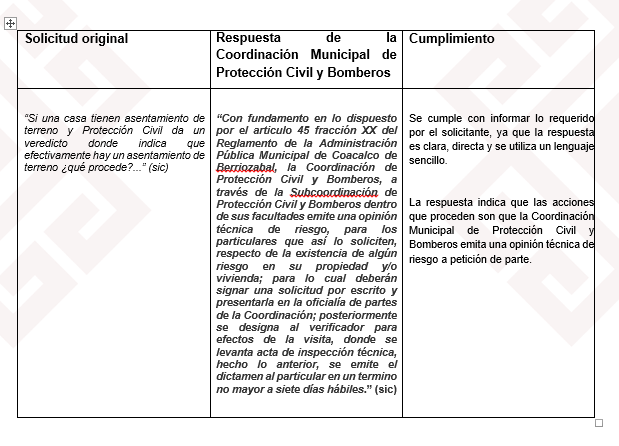 Solicitud original
Respuesta de la
Coordinación Municipal de
Protección Civil y Bomberos
Cumplimiento
“Si una casa tienen asentamiento de
terreno y Protección Civil da un
veredicto donde indica que
efectivamente hay un asentamiento de
terreno ¿qué procede?...” (sic)
“Con fundamento en lo dispuesto
por el articulo 45 fracción XX del
Reglamento de la Administración
Pública Municipal de Coacalco de
Berriozabal, la Coordinación de
Protección Civil y Bomberos, a
través de la Subcoordinación de
Protección Civil y Bomberos dentro
de sus facultades emite una opinión
técnica de riesgo, para los
particulares que así lo soliciten,
respecto de la existencia de algún
riesgo en su propiedad y/o
vivienda; para lo cual deberán
signar una solicitud por escrito y
presentarla en la oficialía de partes
de la Coordinación; posteriormente
se designa al verificador para
efectos de la visita, donde se
levanta acta de inspección técnica,
hecho lo anterior, se emite el
dictamen al particular en un termino
no mayor a siete días hábiles.” (sic)
Se cumple con informar lo requerido
por el solicitante, ya que la respuesta
es clara, directa y se utiliza un lenguaje
sencillo.
La respuesta indica que las acciones
que proceden son que la Coordinación
Municipal de Protección Civil y
Bomberos emita una opinión técnica de
riesgo a petición de parte.